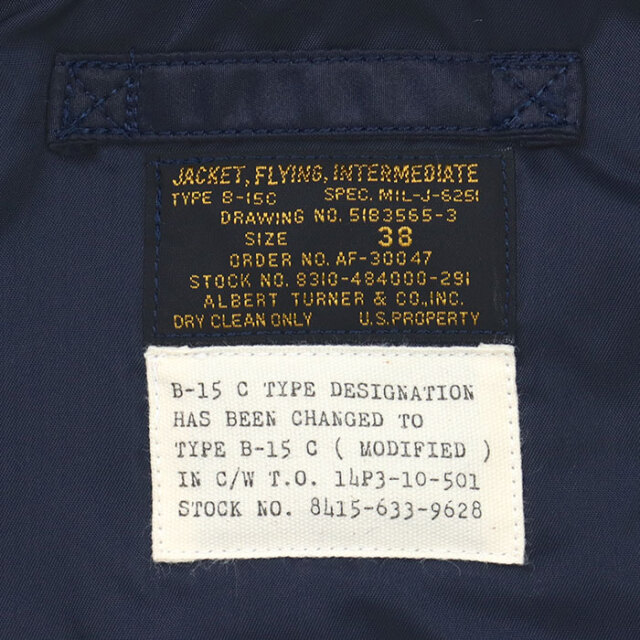 JACKET, FLYING, INTERMEDIATE
TYPE B-15C SPEC. MIL-J-6251
DRAWING NO. 5183565-3
SIZE 38
ORDER NO. AF-30047
STOCK NO. 8310-484000-291
ALBERT TURNER & CO., INC.
DRY CLEAN ONLY U.S. PROPERTY
B-15 C TYPE DESIGNATION
HAS BEEN CHANGED TO
TYPE B-15 C ( MODIFIED )
IN C/W T.O. 14P3-10-501
STOCK NO. 8415-633-9628